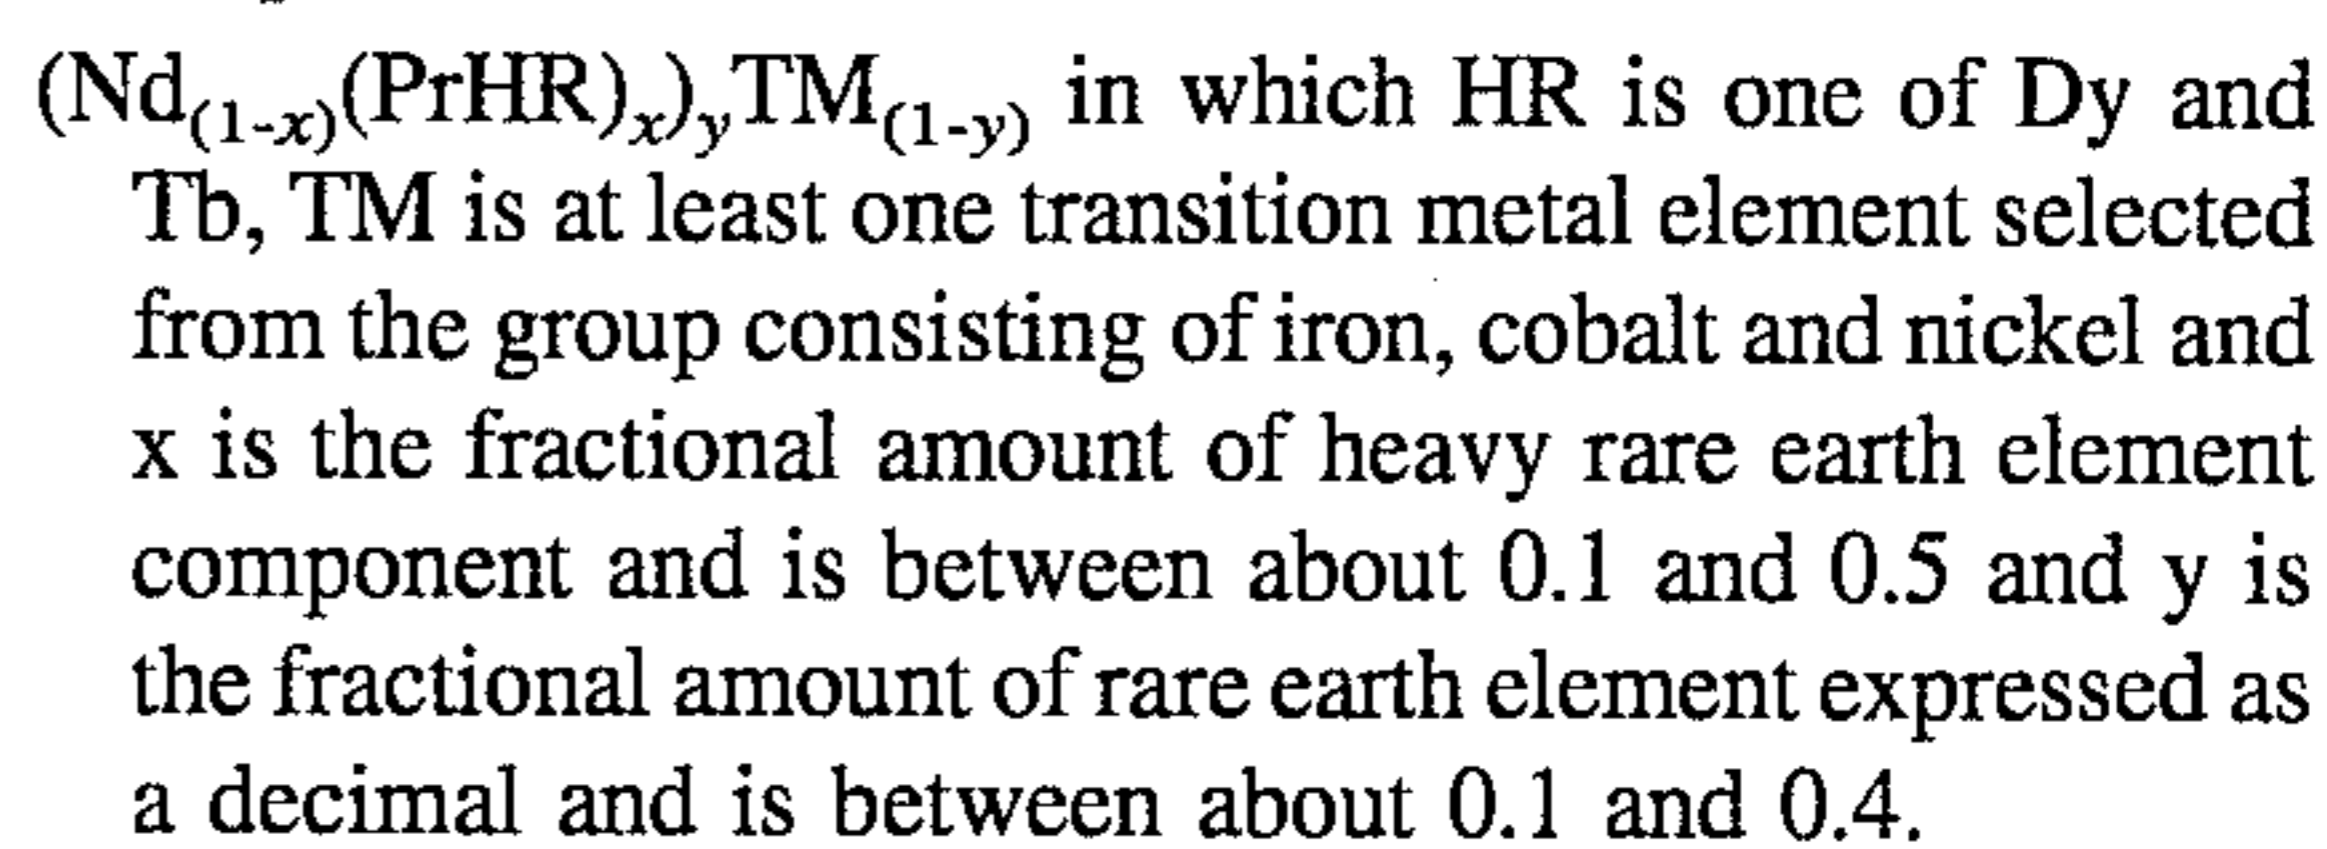 (Nd(1-x)(PrHR)x)yTM(1-y) in which HR is one of Dy and
Tb, TM is at least one transition metal element selected
from the group consisting of iron, cobalt and nickel and
x is the fractional amount of heavy rare earth element
component and is between about 0.1 and 0.5 and y is
the fractional amount of rare earth element expressed as
a decimal and is between about 0.1 and 0.4.